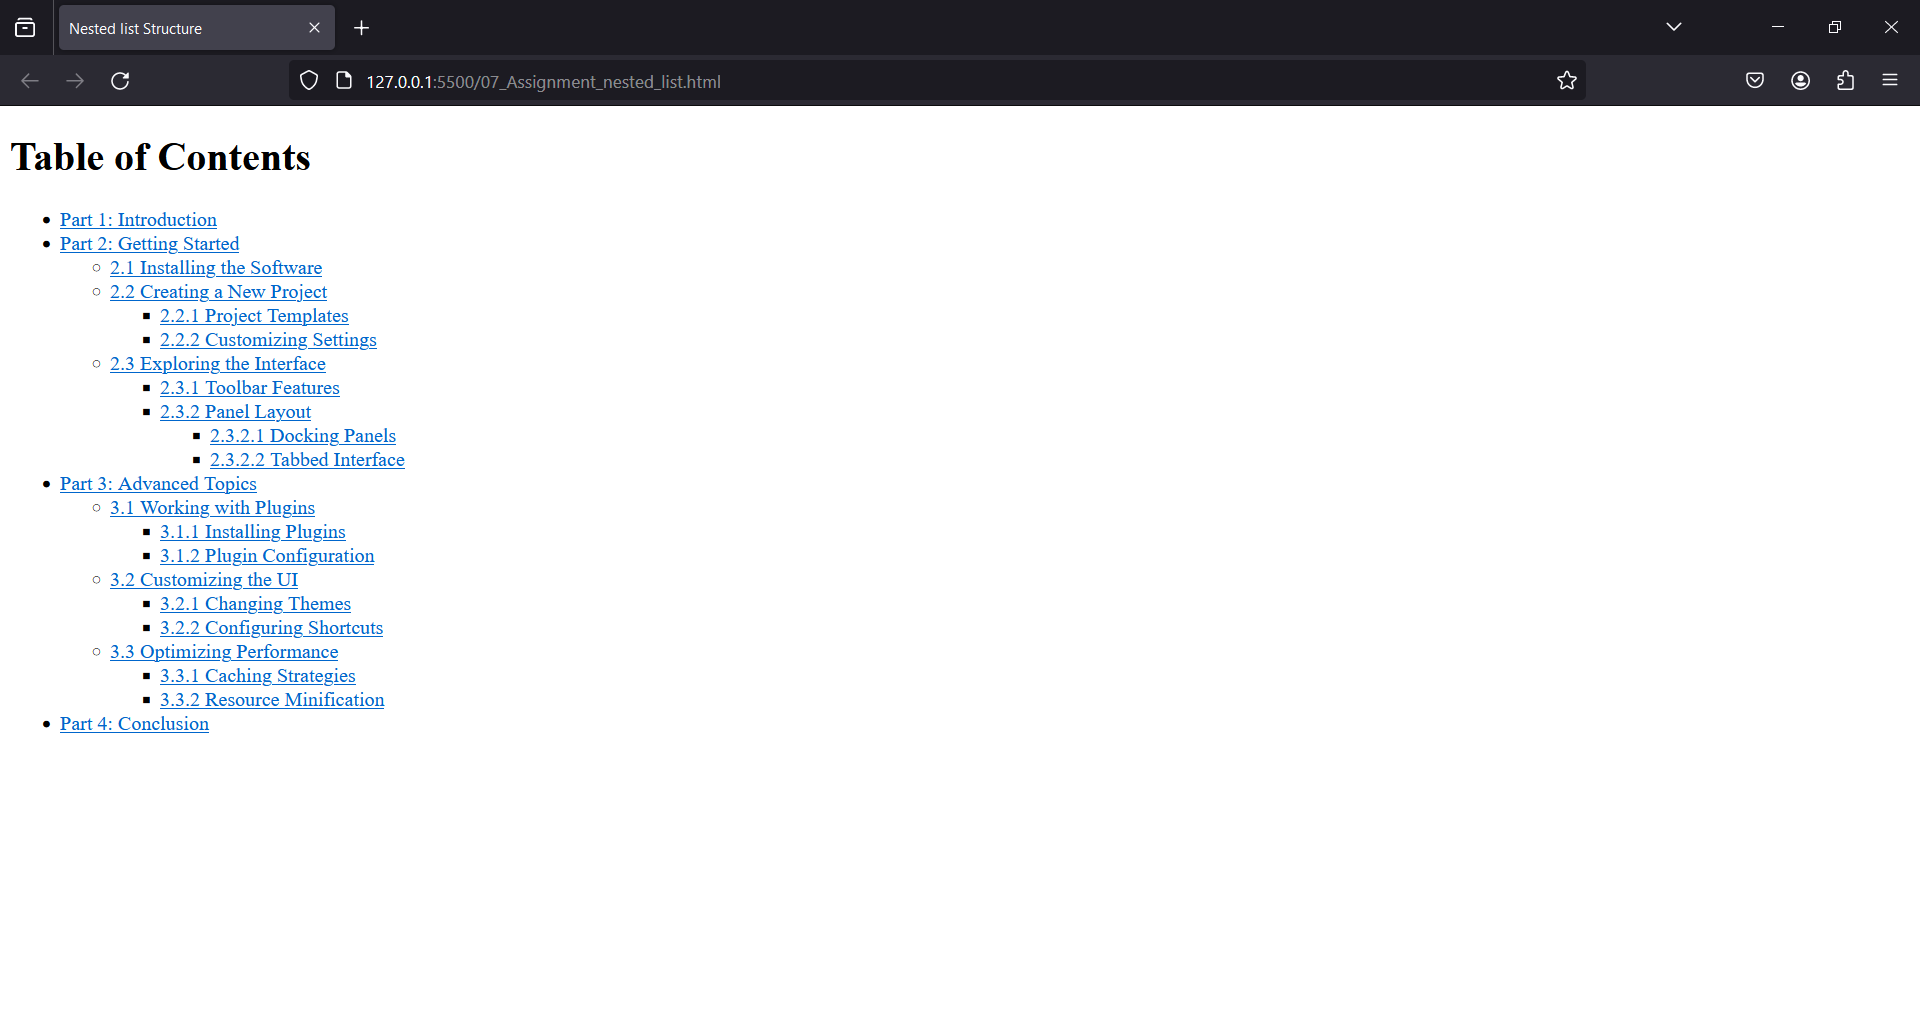 Nested list Structure
127.0.0.1:5500/07_Assignment_nested_list.html
Table of Contents
Part 1: Introduction
Part 2: Getting Started
2.1 Installing the Software
2.2 Creating a New Project
2.2.1 Project Templates
2.2.2 Customizing Settings
2.3 Exploring the Interface
2.3.1 Toolbar Features
2.3.2 Panel Layout
2.3.2.1 Docking Panels
2.3.2.2 Tabbed Interface
Part 3: Advanced Topics
3.1 Working with Plugins
3.1.1 Installing Plugins
3.1.2 Plugin Configuration
3.2 Customizing the UI
3.2.1 Changing Themes
3.2.2 Configuring Shortcuts
3.3 Optimizing Performance
3.3.1 Caching Strategies
3.3.2 Resource Minification
Part 4: Conclusion